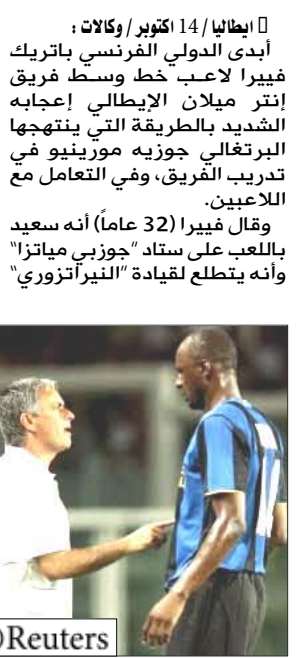 ايطاليا / 14 اكتوبر / وكالات :
أبدى الدولي الفرنسي باتريك
فييرا لاعب خط وسط فريق
إنتر ميلان الإيطالي إعجابه
الشديد بالطريقة التي ينتهجها
البرتغالي جوزيه مورينيو في
تدريب الفريق، وفي التعامل مع
اللاعبين.
وقال فييرا (32 عاماً) أنه سعيد
باللعب على ستاد "جوزبي مياتزا"
وأنه يتطلع لقيادة "النيراتزوري"
Reuters